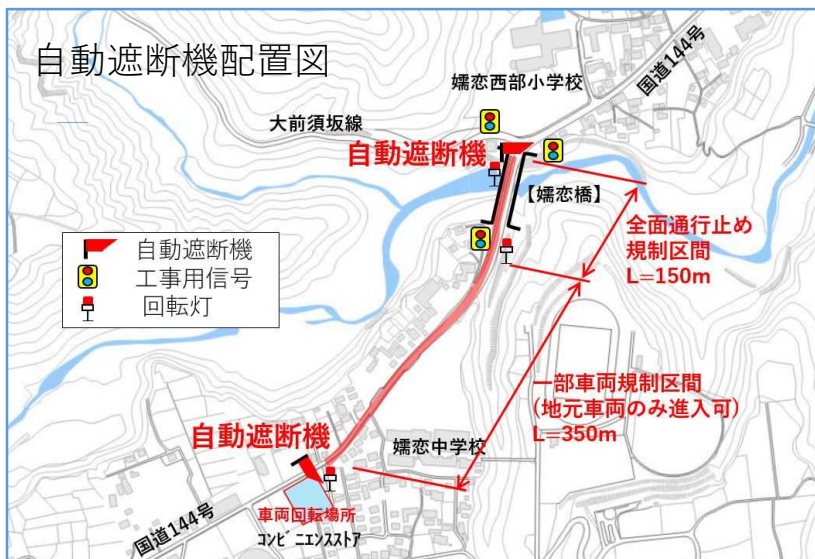 自動遮断機配置図
国道144号
嬬恋西部小学校
大前須坂線
自動遮断機
【嬬恋橋】
全面通行止め
規制区間
L=150m
自動遮断機
工事用信号
回転灯
一部車両規制区間
(地元車両のみ進入可)
L=350m
自動遮断機
嬬恋中学校
国道144号
車両回転場所
コンビニエンスストア